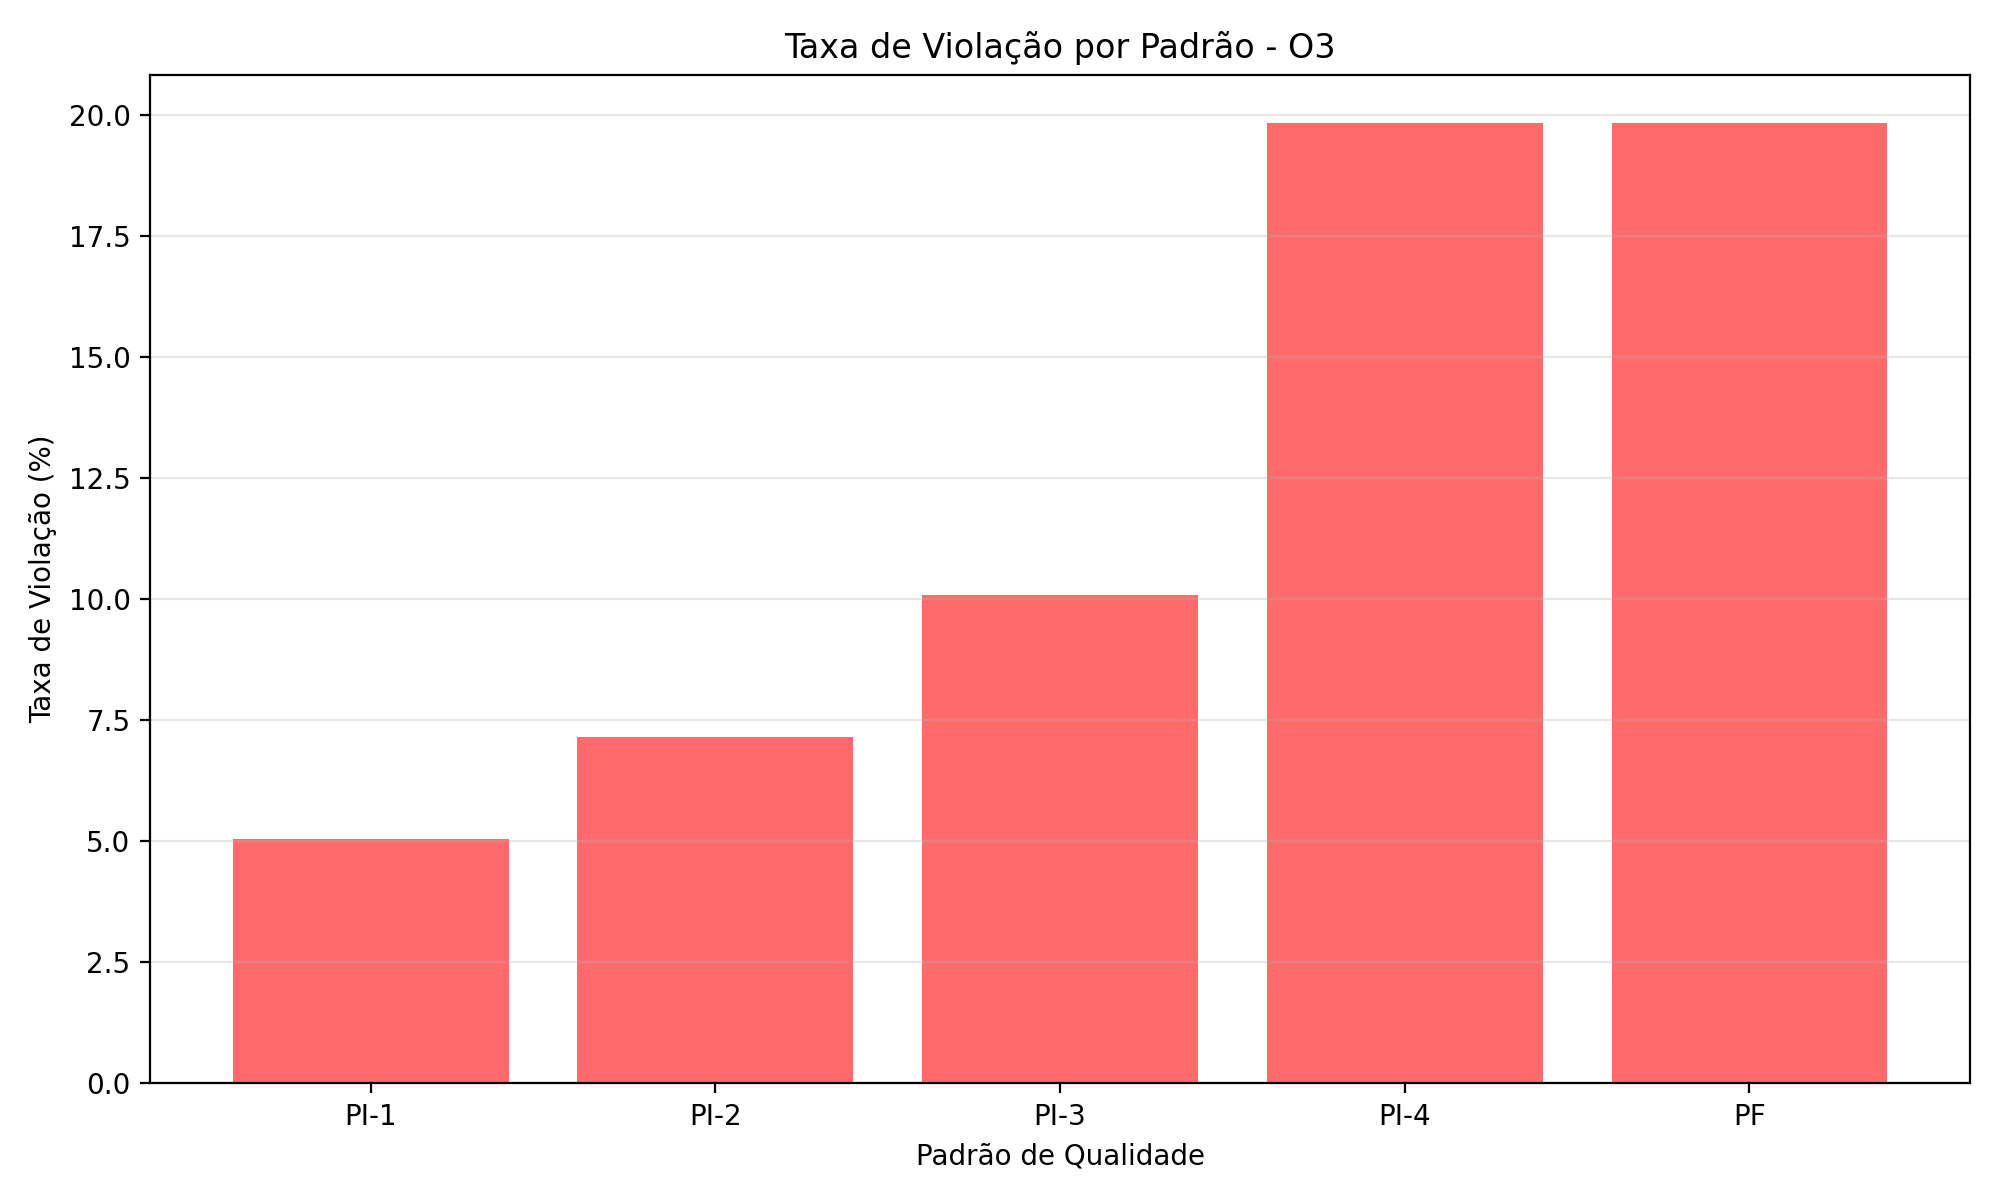 Taxa de Violação por Padrão - O3
Taxa de Violação (%)
20.0
17.5
15.0
12.5
10.0
7.5
5.0
2.5
0.0
PI-1 PI-2 PI-3 PI-4 PF
Padrão de Qualidade